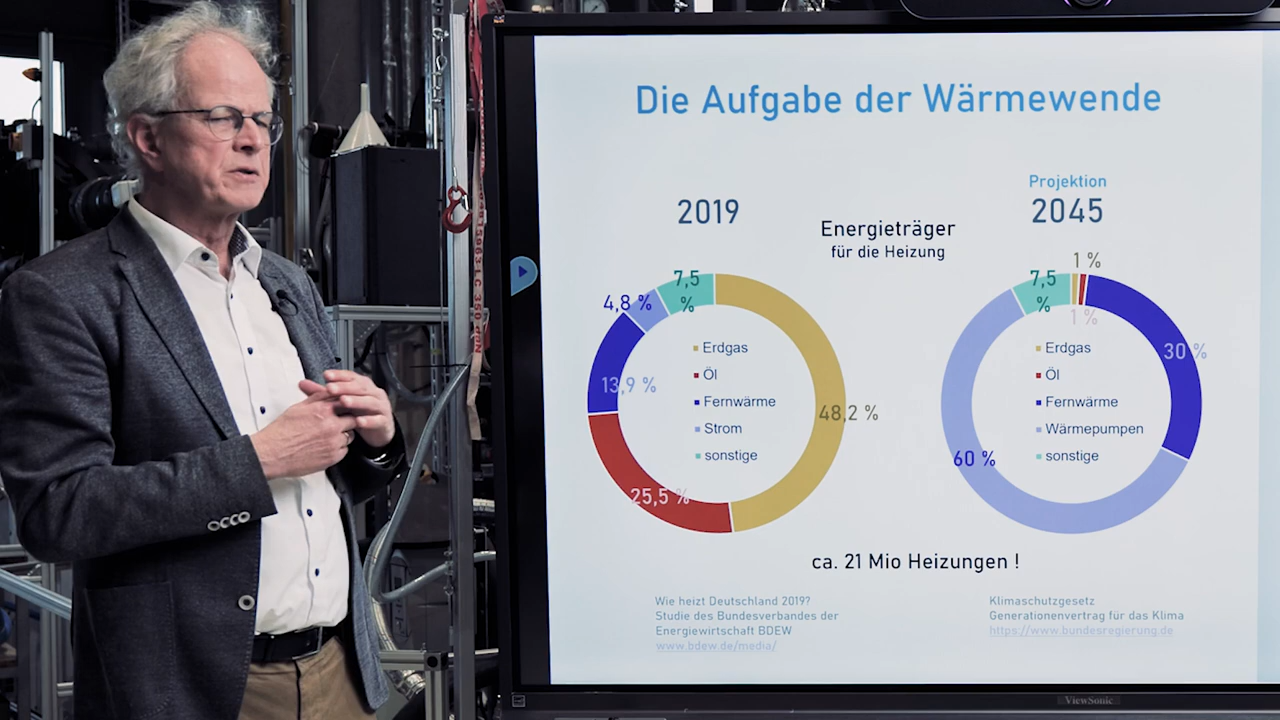 Die Aufgabe der Wärmewende
2019
Energieträger
für die Heizung
Projektion
2045
7,5
%
4,8 %
13,9 %
25,5 %
48,2 %
Erdgas
Öl
Fernwärme
Strom
sonstige
1 %
1 %
7,5
%
30 %
60 %
Erdgas
Öl
Fernwärme
Wärmepumpen
sonstige
ca. 21 Mio Heizungen !
Wie heizt Deutschland 2019?
Studie des Bundesverbandes der
Energiewirtschaft BDEW
www.bdew.de/media/
Klimaschutzgesetz
Generationenvertrag für das Klima
https://www.bundesregierung.de
ViewSonic